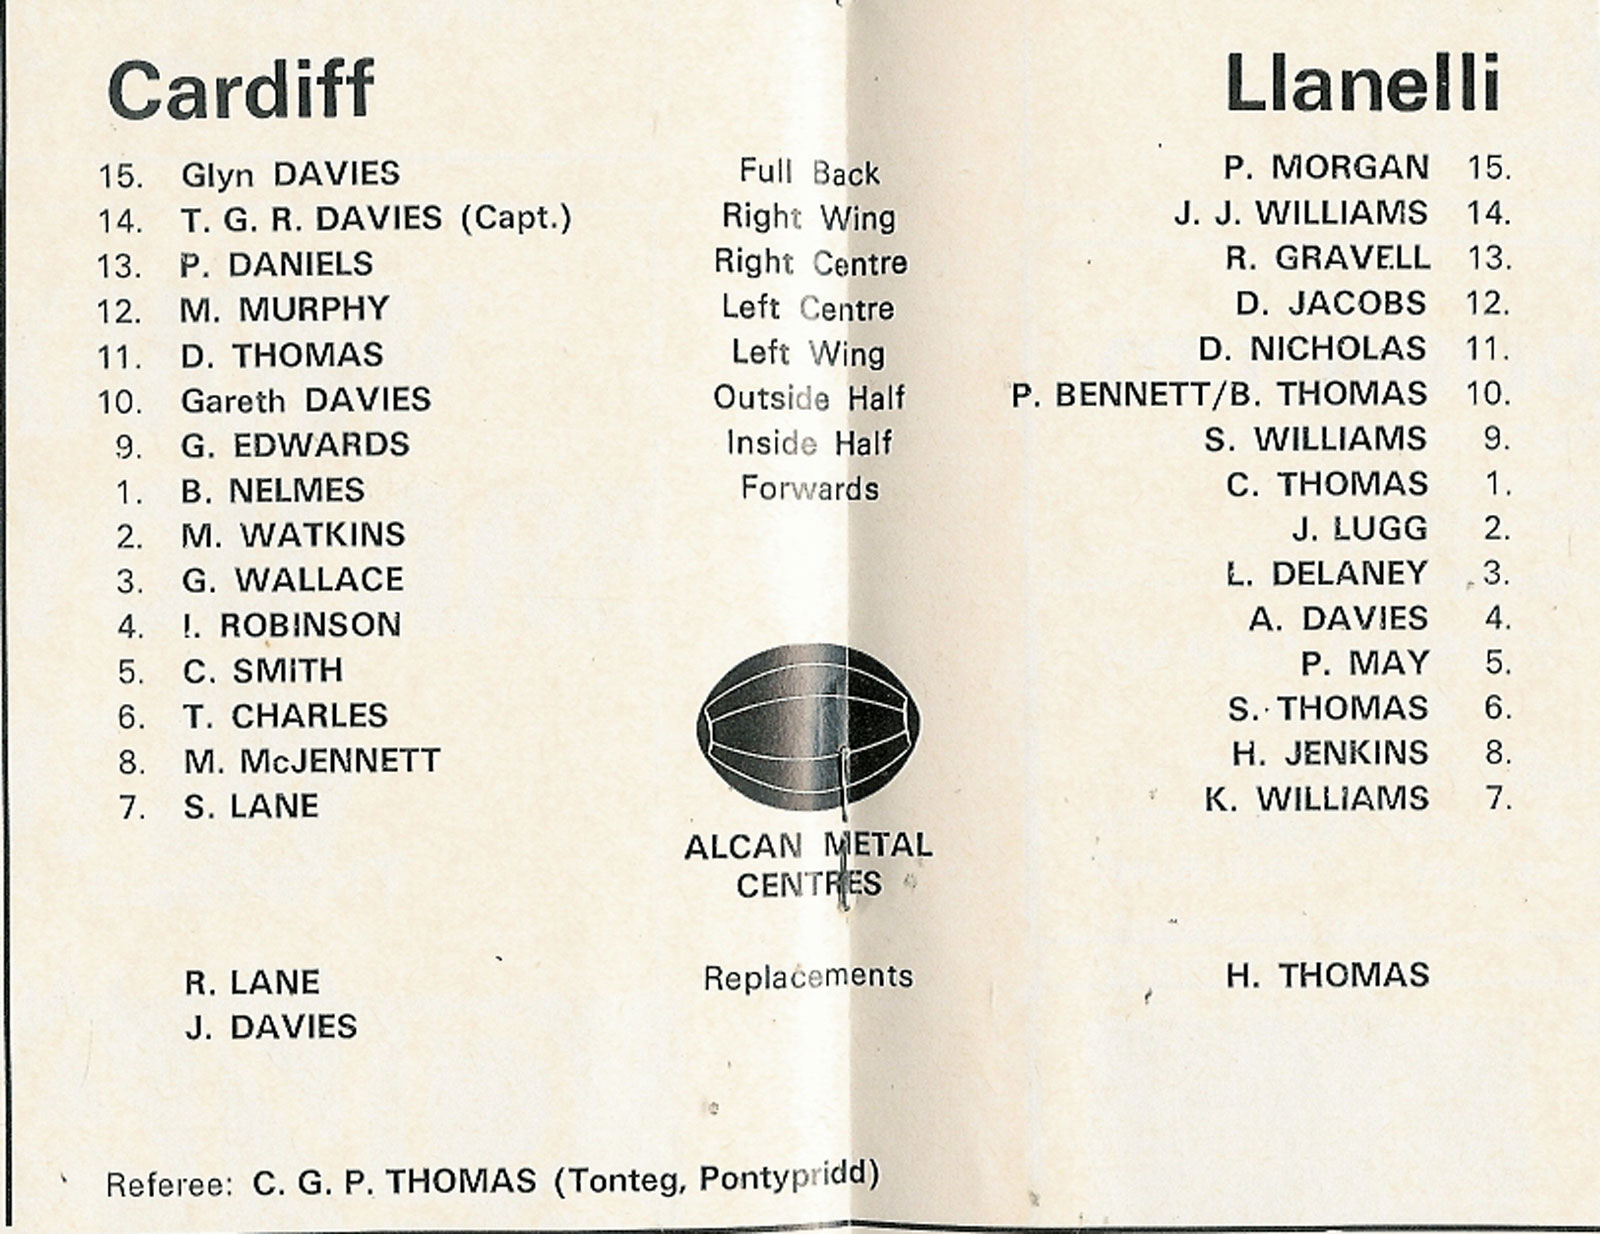 Cardiff Llanelli
15. Glyn DAVIES Full Back P. MORGAN 15.
14. T. G. R. DAVIES (Capt.) Right Wing J. J. WILLIAMS 14.
13. P. DANIELS Right Centre R. GRAVELL 13.
12. M. MURPHY Left Centre D. JACOBS 12.
11. D. THOMAS Left Wing D. NICHOLAS 11.
10. Gareth DAVIES Outside Half P. BENNETT/B. THOMAS 10.
9. G. EDWARDS Inside Half S. WILLIAMS 9.
1. B. NELMES Forwards C. THOMAS 1.
2. M. WATKINS J. LUGG 2.
3. G. WALLACE L. DELANEY 3.
4. I. ROBINSON A. DAVIES 4.
5. C. SMITH P. MAY 5.
6. T. CHARLES S. THOMAS 6.
8. M. McJENNETT H. JENKINS 8.
7. S. LANE K. WILLIAMS 7.
ALCAN METAL
CENTRES
R. LANE Replacements H. THOMAS
J. DAVIES
Referee: C. G. P. THOMAS (Tonteg, Pontypridd)